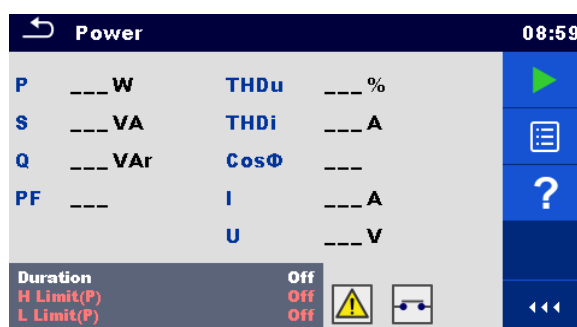 Power 08:59
P ___W THDu ___%
S ___VA THDi ___A
Q ___VAr CosΦ ___
PF ___ I ___A
U ___V
Duration Off
H Limit(P) Off
L Limit(P) Off
?